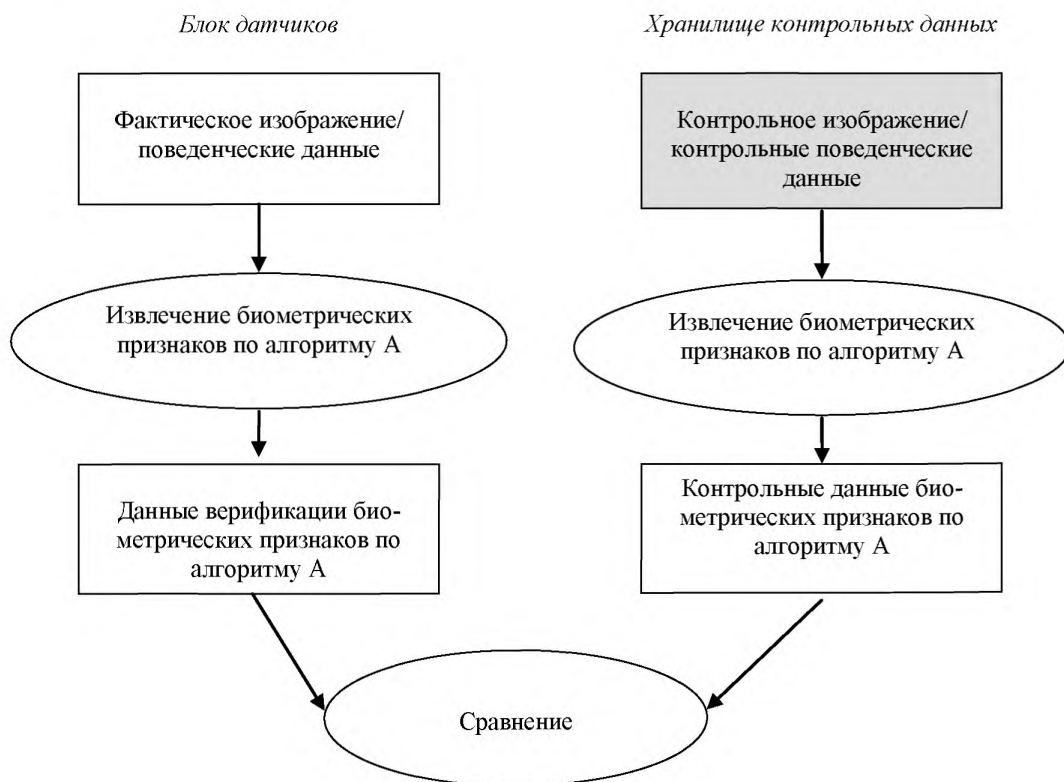 Блок датчиков
Хранилище контрольных данных
Фактическое изображение/
поведенческие данные
Контрольное изображение/
контрольные поведенческие
данные
Извлечение биометрических
признаков по алгоритму А
Извлечение биометрических
признаков по алгоритму А
Данные верификации био-
метрических признаков по
алгоритму А
Контрольные данные био-
метрических признаков по
алгоритму А
Сравнение